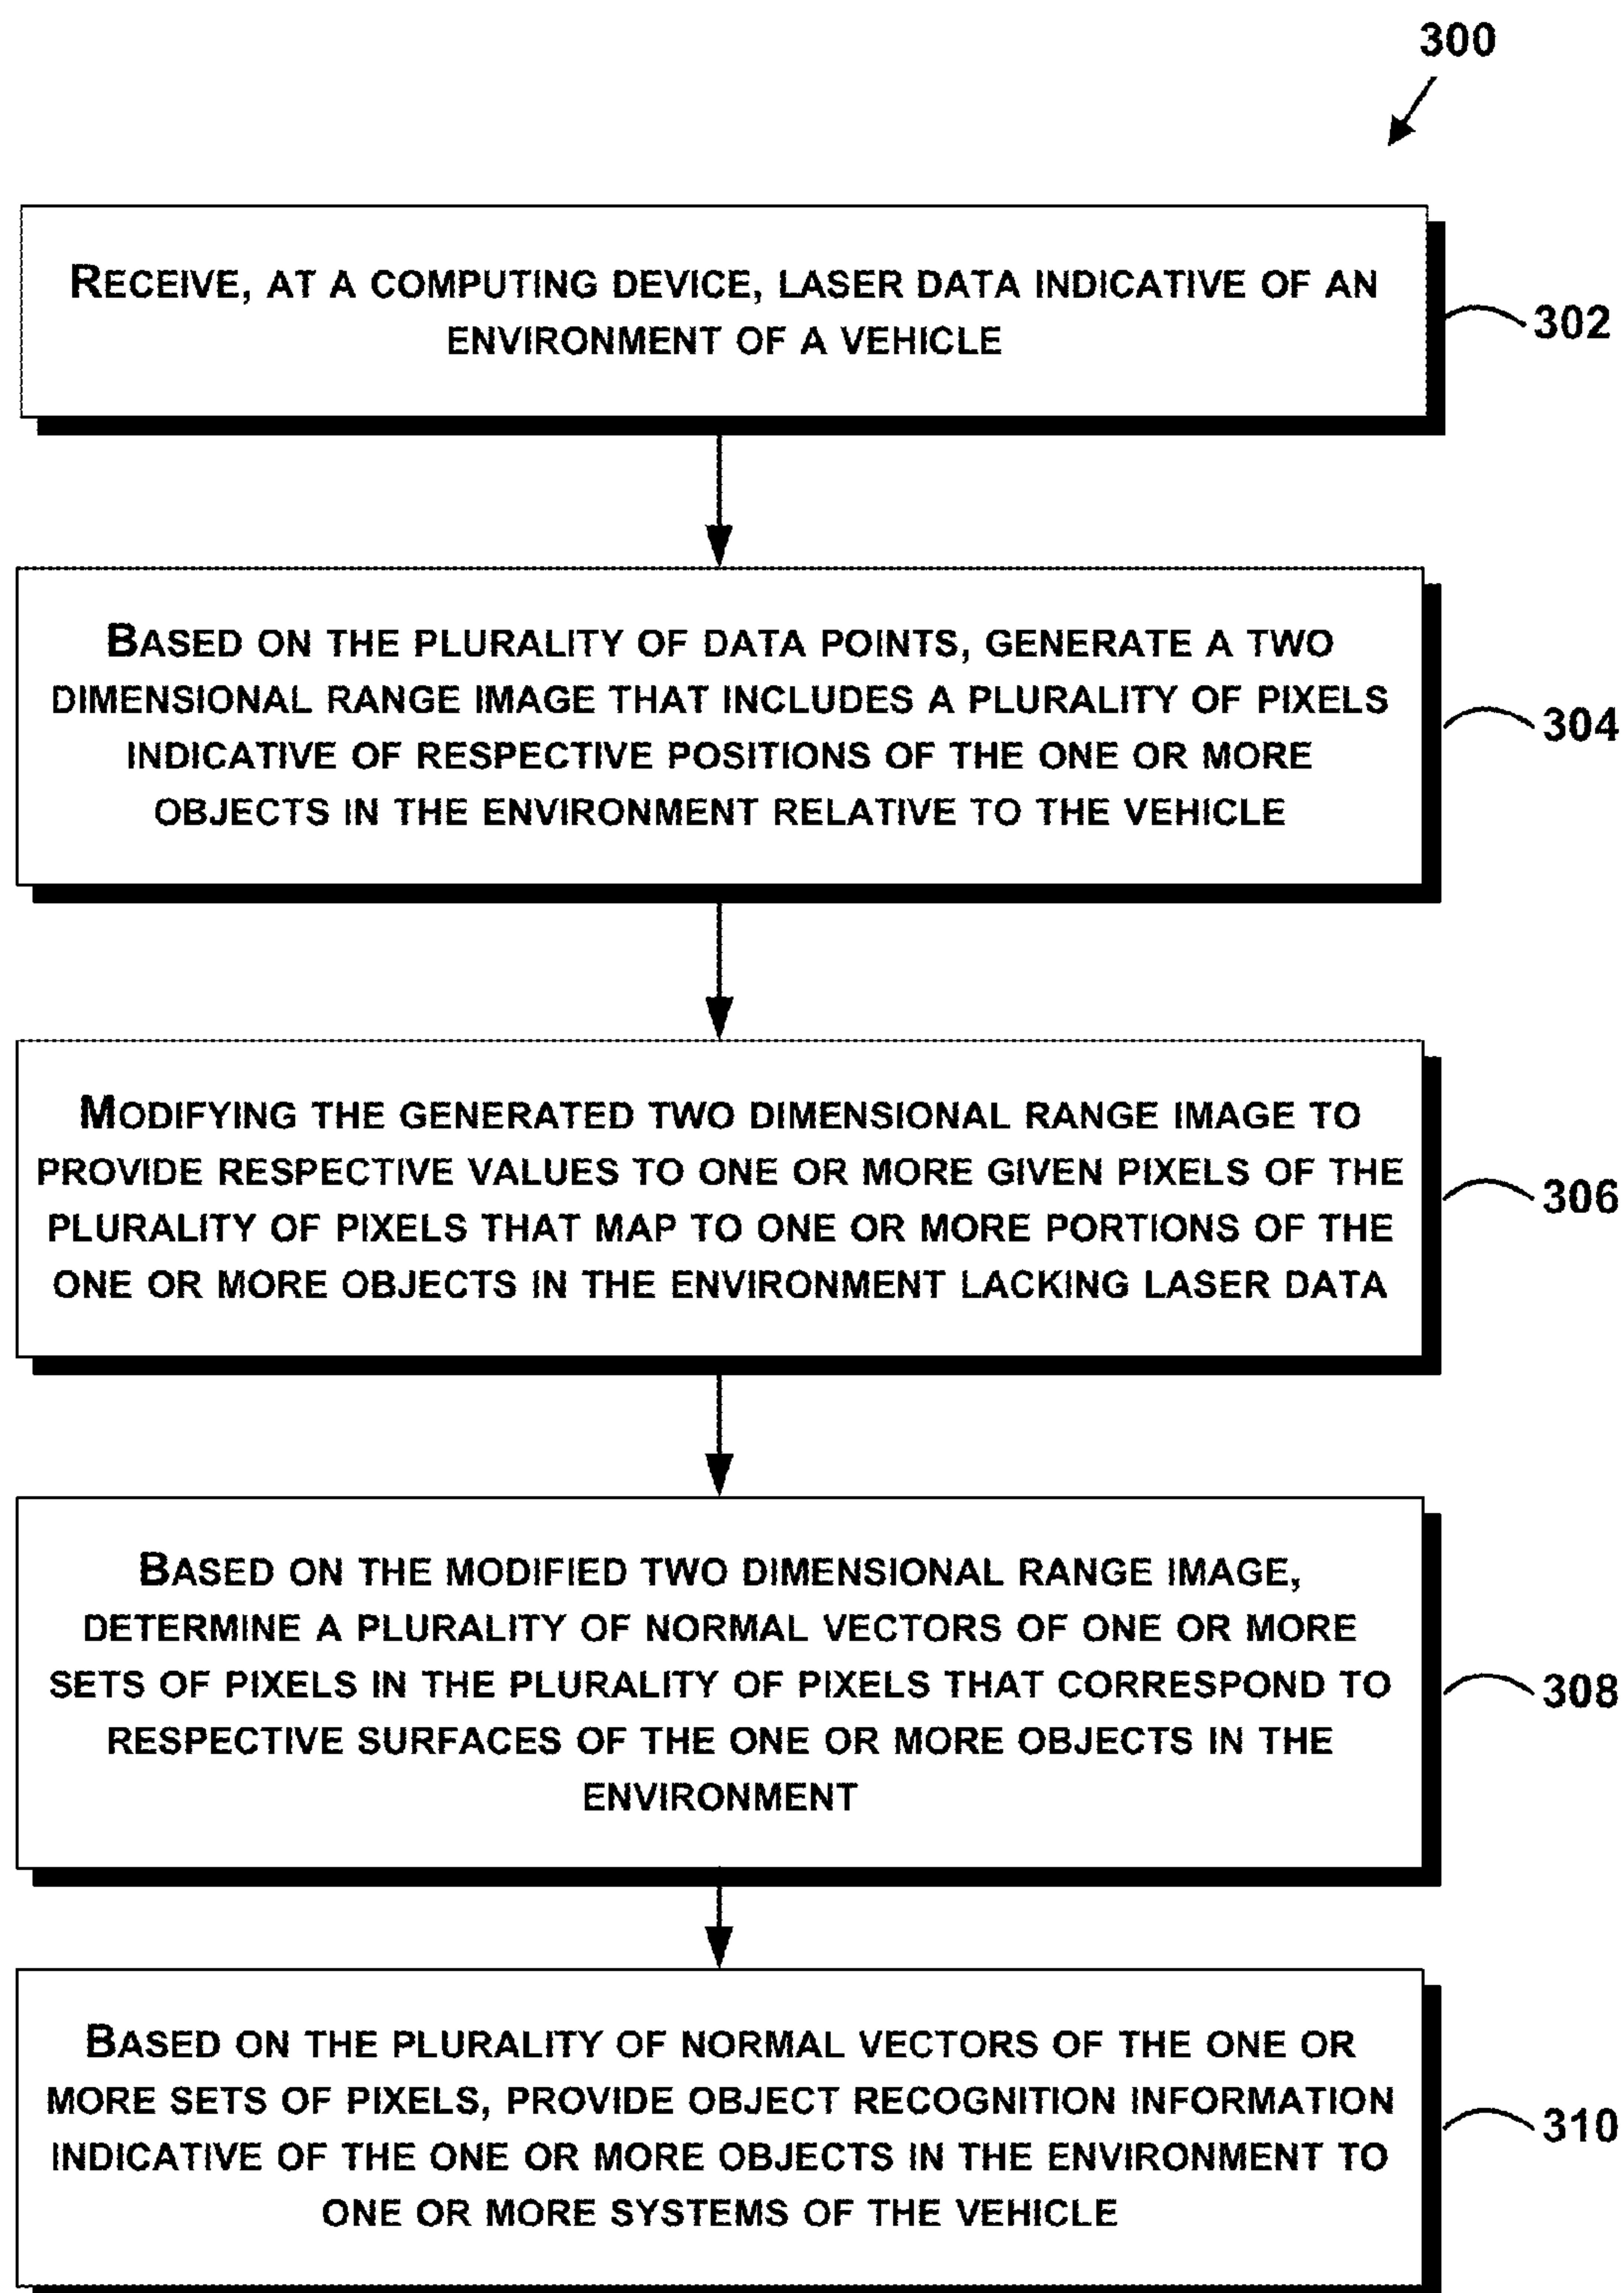 300
RECEIVE, AT A COMPUTING DEVICE, LASER DATA INDICATIVE OF AN
ENVIRONMENT OF A VEHICLE
302
BASED ON THE PLURALITY OF DATA POINTS, GENERATE A TWO
DIMENSIONAL RANGE IMAGE THAT INCLUDES A PLURALITY OF PIXELS
INDICATIVE OF RESPECTIVE POSITIONS OF THE ONE OR MORE
OBJECTS IN THE ENVIRONMENT RELATIVE TO THE VEHICLE
304
MODIFYING THE GENERATED TWO DIMENSIONAL RANGE IMAGE TO
PROVIDE RESPECTIVE VALUES TO ONE OR MORE GIVEN PIXELS OF THE
PLURALITY OF PIXELS THAT MAP TO ONE OR MORE PORTIONS OF THE
ONE OR MORE OBJECTS IN THE ENVIRONMENT LACKING LASER DATA
306
BASED ON THE MODIFIED TWO DIMENSIONAL RANGE IMAGE,
DETERMINE A PLURALITY OF NORMAL VECTORS OF ONE OR MORE
SETS OF PIXELS IN THE PLURALITY OF PIXELS THAT CORRESPOND TO
RESPECTIVE SURFACES OF THE ONE OR MORE OBJECTS IN THE
ENVIRONMENT
308
BASED ON THE PLURALITY OF NORMAL VECTORS OF THE ONE OR
MORE SETS OF PIXELS, PROVIDE OBJECT RECOGNITION INFORMATION
INDICATIVE OF THE ONE OR MORE OBJECTS IN THE ENVIRONMENT TO
ONE OR MORE SYSTEMS OF THE VEHICLE
310